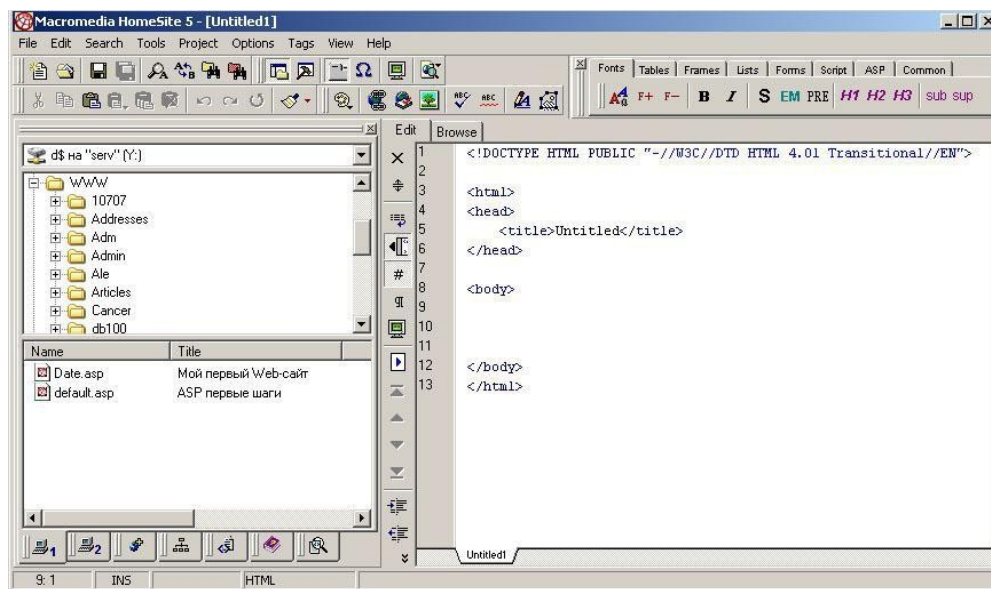 Macromedia HomeSite 5 - [Untitled1]
File Edit Search Tools Project Options Tags View Help
Fonts Tables Frames Lists Forms Script ASP Common
F+ F- B I S EM PRE H1 H2 H3 sub sup
Edit Browse
d$ на "serv" (Y:)
WWW
10707
Addresses
Adm
Admin
Ale
Articles
Cancer
db100
Name Title
Date.asp Мой первый Web-сайт
default.asp ASP первые шаги
1 <!DOCTYPE HTML PUBLIC "-//W3C//DTD HTML 4.01 Transitional//EN">
2
3 <html>
4 <head>
5 <title>Untitled</title>
6 </head>
7
8 <body>
9
10
11
12 </body>
13 </html>
Untitled1
9: 1 INS HTML